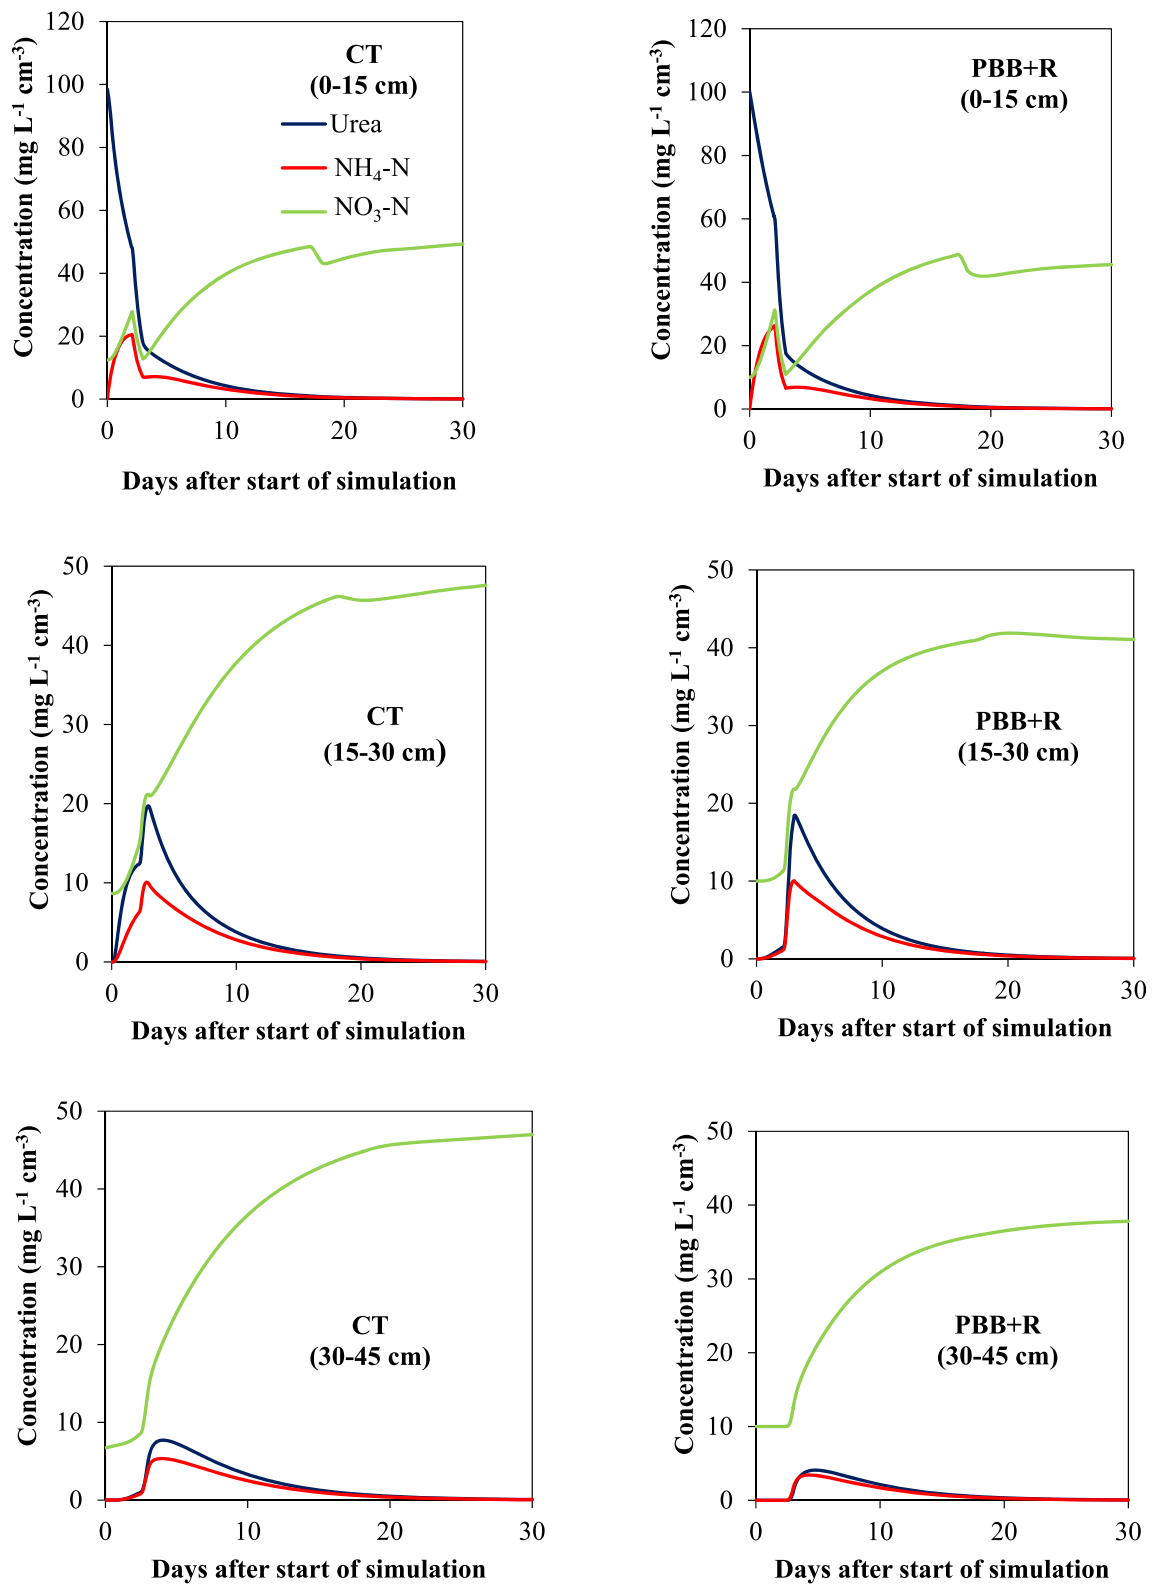 Concentration (mg L-1 cm-3)
120
100
80
60
40
20
0
CT
(0-15 cm)
Urea
NH4-N
NO3-N
0 10 20 30
Days after start of simulation
Concentration (mg L-1 cm-3)
120
100
80
60
40
20
0
PBB+R
(0-15 cm)
0 10 20 30
Days after start of simulation
Concentration (mg L-1 cm-3)
50
40
30
20
10
0
CT
(15-30 cm)
0 10 20 30
Days after start of simulation
Concentration (mg L-1 cm-3)
50
40
30
20
10
0
PBB+R
(15-30 cm)
0 10 20 30
Days after start of simulation
Concentration (mg L-1 cm-3)
50
40
30
20
10
0
CT
(30-45 cm)
0 10 20 30
Days after start of simulation
Concentration (mg L-1 cm-3)
50
40
30
20
10
0
PBB+R
(30-45 cm)
0 10 20 30
Days after start of simulation